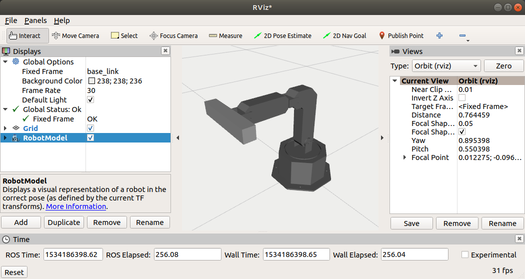 RViz*
File Panels Help
Interact Move Camera Select Focus Camera Measure 2D Pose Estimate 2D Nav Goal Publish Point
Displays
Global Options
Fixed Frame base_link
Background Color 238; 238; 236
Frame Rate 30
Default Light
Global Status: Ok
Fixed Frame OK
Grid
RobotModel
RobotModel
Displays a visual representation of a robot in the
correct pose (as defined by the current TF
transforms). More Information.
Add Duplicate Remove Rename
Views
Type: Orbit (rviz) Zero
Current View Orbit (rviz)
Near Clip ... 0.01
Invert Z Axis
Target Fra... <Fixed Frame>
Distance 0.764459
Focal Shap... 0.05
Focal Shap...
Yaw 0.895398
Pitch 0.550398
Focal Point 0.012275; -0.096...
Save Remove Rename
Time
ROS Time: 1534186398.62 ROS Elapsed: 256.08 Wall Time: 1534186398.65 Wall Elapsed: 256.04 Experimental
Reset 31 fps